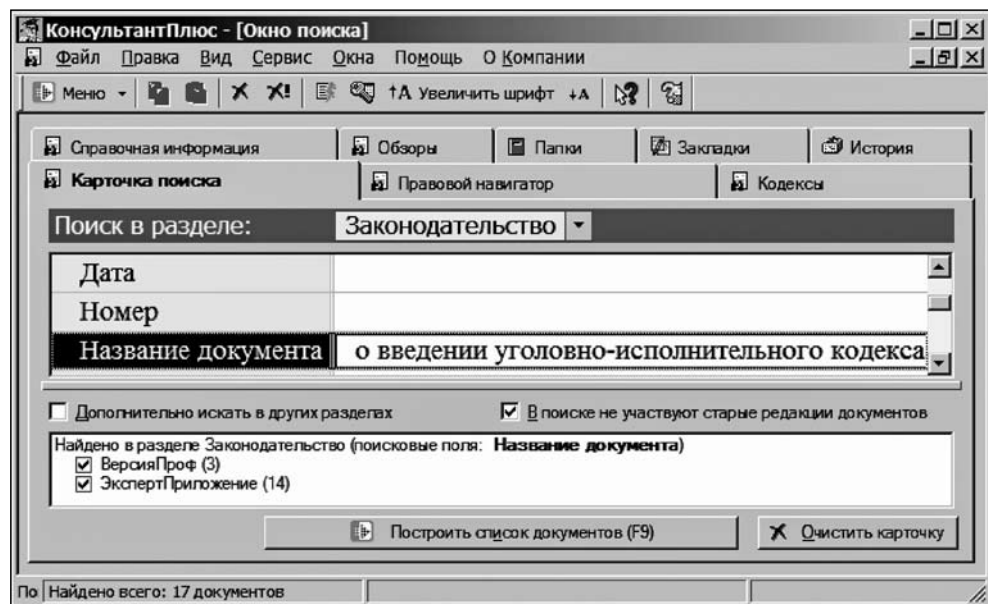 КонсультантПлюс - [Окно поиска]
Файл Правка Вид Сервис Окна Помощь О Компании
Меню Увеличить шрифт
Справочная информация Обзоры Папки Закладки История
Карточка поиска Правовой навигатор Кодексы
Поиск в разделе: Законодательство
Дата
Номер
Название документа о введении уголовно-исполнительного кодекса
Дополнительно искать в других разделах В поиске не участвуют старые редакции документов
Найдено в разделе Законодательство (поисковые поля: Название документа)
ВерсияПроф (3)
ЭкспертПриложение (14)
Построить список документов (F9) Очистить карточку
По Найдено всего: 17 документов